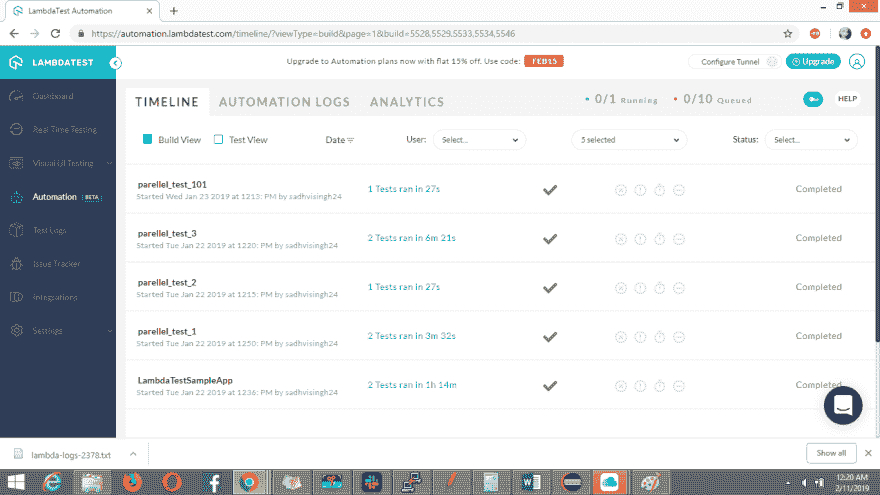 LambdaTest Automation
https://automation.lambdatest.com/timeline/?viewType=build&page=1&build=5528,5529,5533,5534,5546
LAMBDATEST
Upgrade to Automation plans now with flat 15% off. Use code: FEB15
Configure Tunnel
Upgrade
Dashboard
Real Time Testing
Visual UI Testing
Automation BETA
Test Logs
Issue Tracker
Integrations
Settings
TIMELINE AUTOMATION LOGS ANALYTICS
0/1 Running
0/10 Queued
HELP
Build View Test View Date User: Select... 5 selected Status: Select...
parellel_test_101
Started Wed Jan 23 2019 at 1213: PM by sadhvisingh24
1 Tests ran in 27s
Completed
parellel_test_3
Started Tue Jan 22 2019 at 1220: PM by sadhvisingh24
2 Tests ran in 6m 21s
Completed
parellel_test_2
Started Tue Jan 22 2019 at 1215: PM by sadhvisingh24
1 Tests ran in 27s
Completed
parellel_test_1
Started Tue Jan 22 2019 at 1250: PM by sadhvisingh24
2 Tests ran in 3m 32s
Completed
LambdaTestSampleApp
Started Tue Jan 22 2019 at 1236: PM by sadhvisingh24
2 Tests ran in 1h 14m
Completed
lambda-logs-2378.txt
Show all
12:20 AM
2/11/2019